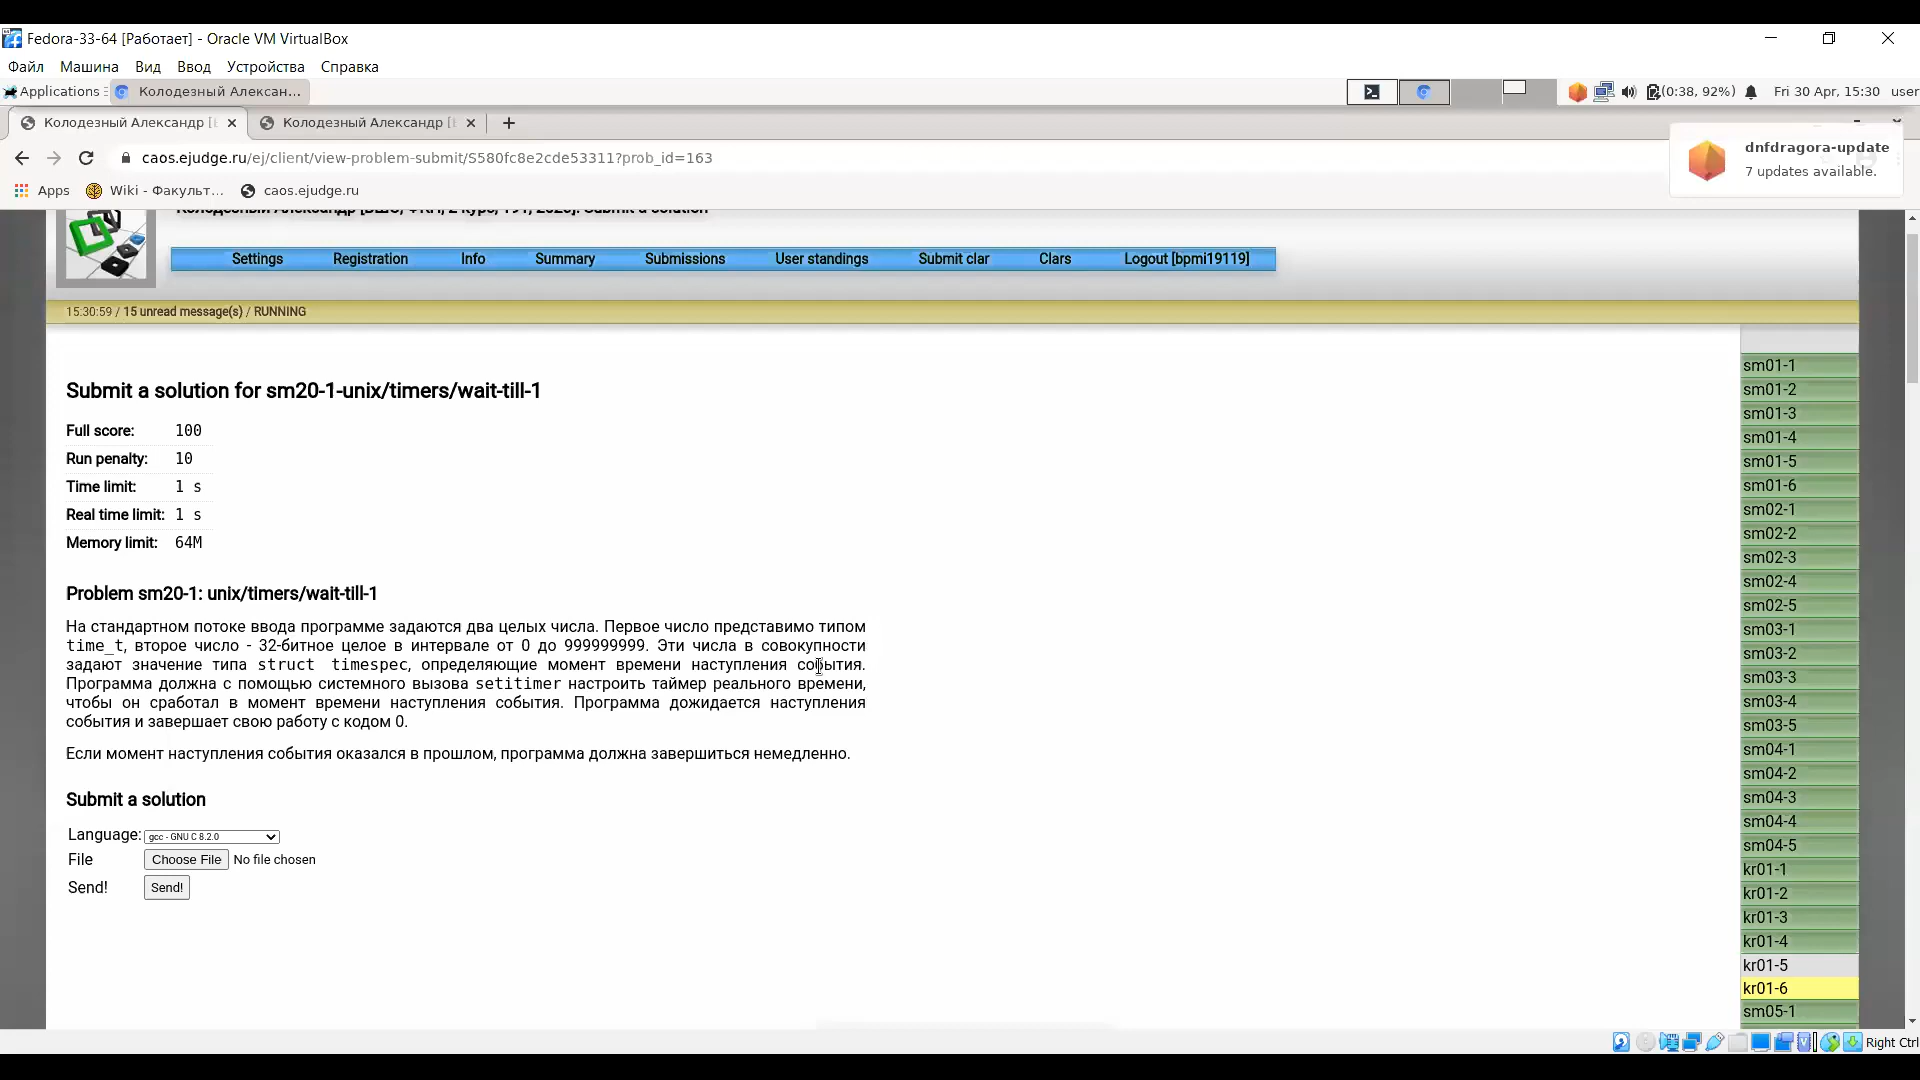 Fedora-33-64 [Работает] - Oracle VM VirtualBox
Файл Машина Вид Ввод Устройства Справка
Applications Колодезный Алексан... (0:38, 92%) Fri 30 Apr, 15:30 user
Колодезный Александр [ Колодезный Александр [
caos.ejudge.ru/ej/client/view-problem-submit/S580fc8e2cde53311?prob_id=163
dnfdragora-update
7 updates available.
Apps Wiki - Факульт... caos.ejudge.ru
Колодезный Александр [ВШЭ, ФКН, 2 курс, 191, 2020]: Submit a solution
Settings Registration Info Summary Submissions User standings Submit clar Clars Logout [bpmi19119]
15:30:59 / 15 unread message(s) / RUNNING
Submit a solution for sm20-1-unix/timers/wait-till-1
Full score: 100
Run penalty: 10
Time limit: 1 s
Real time limit: 1 s
Memory limit: 64M
Problem sm20-1: unix/timers/wait-till-1
На стандартном потоке ввода программе задаются два целых числа. Первое число представимо типом
time_t, второе число - 32-битное целое в интервале от 0 до 999999999. Эти числа в совокупности
задают значение типа struct timespec, определяющие момент времени наступления события.
Программа должна с помощью системного вызова setitimer настроить таймер реального времени,
чтобы он сработал в момент времени наступления события. Программа дожидается наступления
события и завершает свою работу с кодом 0.
Если момент наступления события оказался в прошлом, программа должна завершиться немедленно.
Submit a solution
Language: gcc - GNU C 8.2.0
File Choose File No file chosen
Send! Send!
sm01-1
sm01-2
sm01-3
sm01-4
sm01-5
sm01-6
sm02-1
sm02-2
sm02-3
sm02-4
sm02-5
sm03-1
sm03-2
sm03-3
sm03-4
sm03-5
sm04-1
sm04-2
sm04-3
sm04-4
sm04-5
kr01-1
kr01-2
kr01-3
kr01-4
kr01-5
kr01-6
sm05-1
Right Ctrl